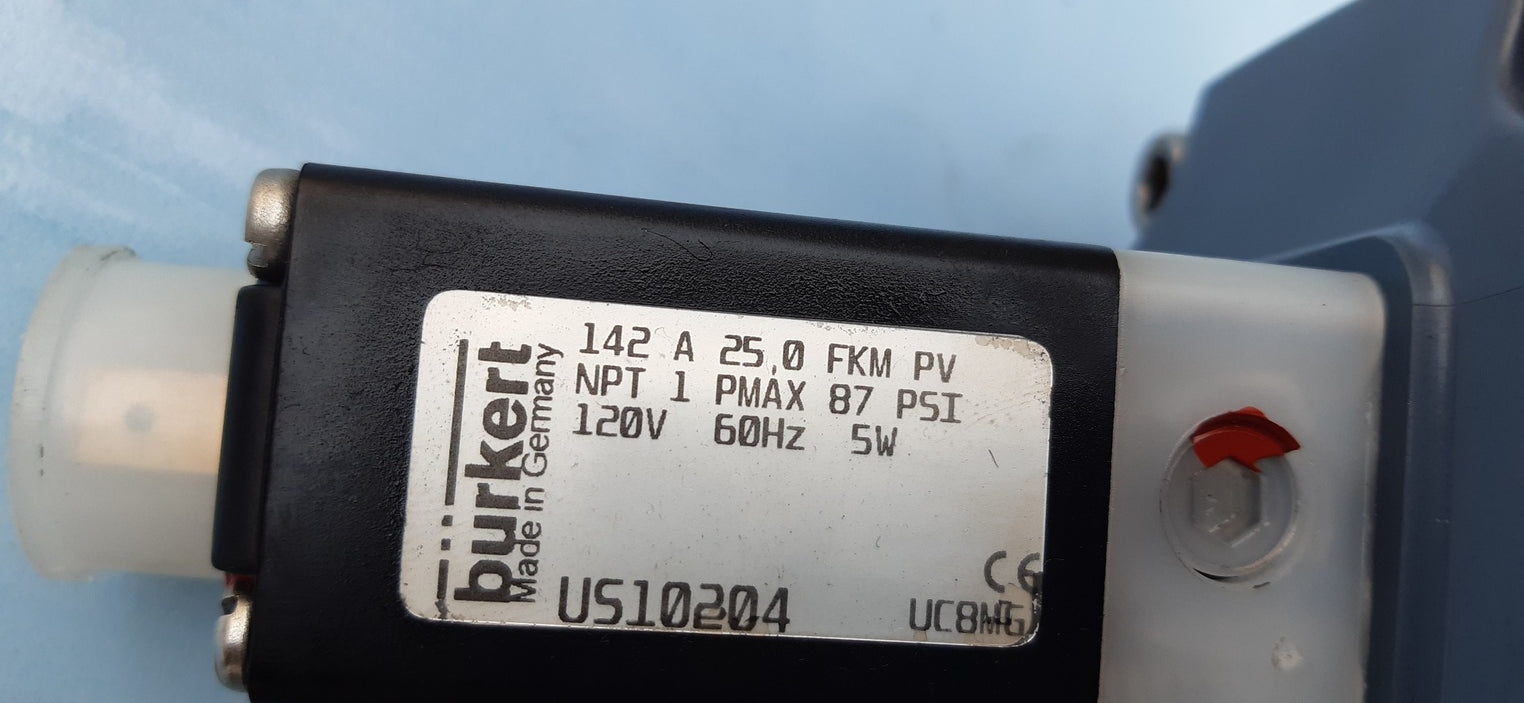 142 A 25,0 FKM PV
NPT 1 PMAX 87 PSI
120V 60Hz 5W
bürkert
Made in Germany
CE
US10204 UC8MG